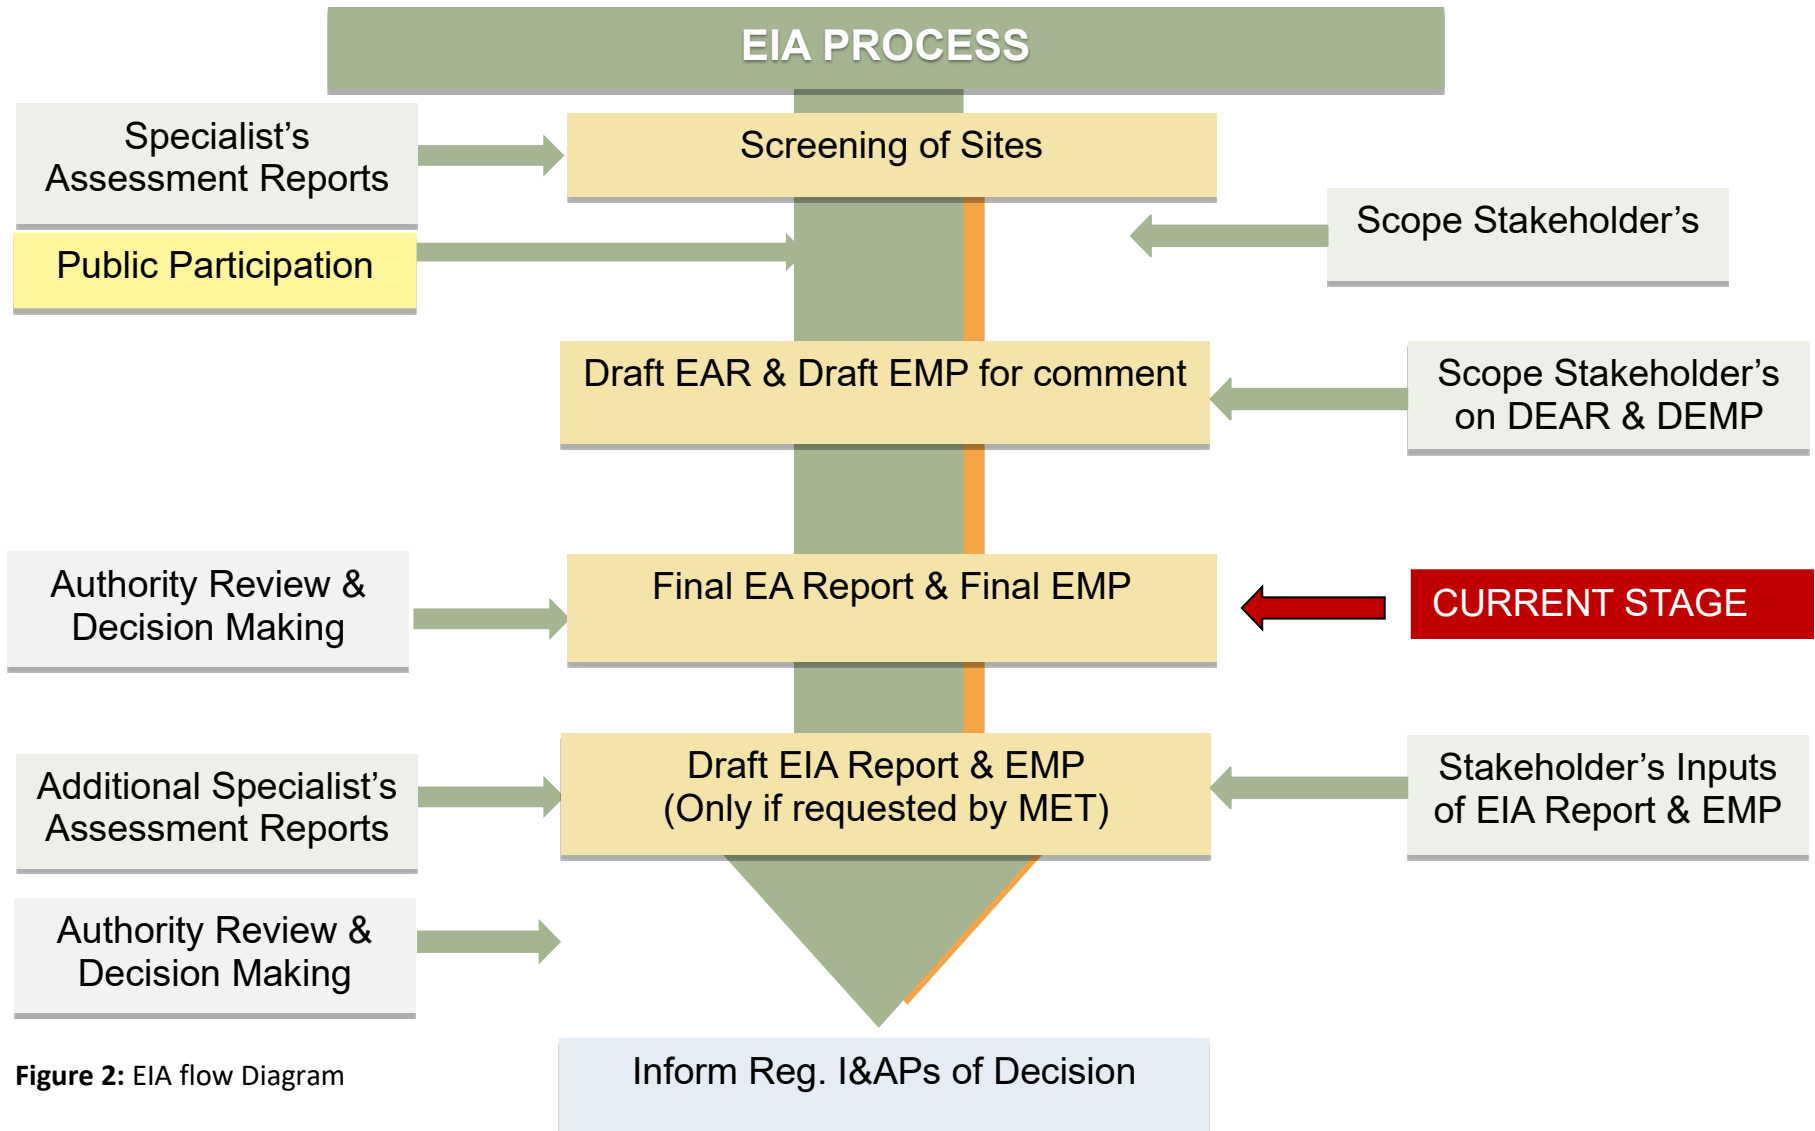 EIA PROCESS
Specialist's
Assessment Reports
Screening of Sites
Scope Stakeholder's
Public Participation
Draft EAR & Draft EMP for comment
Scope Stakeholder's
on DEAR & DEMP
Authority Review &
Decision Making
Final EA Report & Final EMP
CURRENT STAGE
Additional Specialist's
Assessment Reports
Draft EIA Report & EMP
(Only if requested by MET)
Stakeholder's Inputs
of EIA Report & EMP
Authority Review &
Decision Making
Inform Reg. I&APs of Decision
Figure 2: EIA flow Diagram